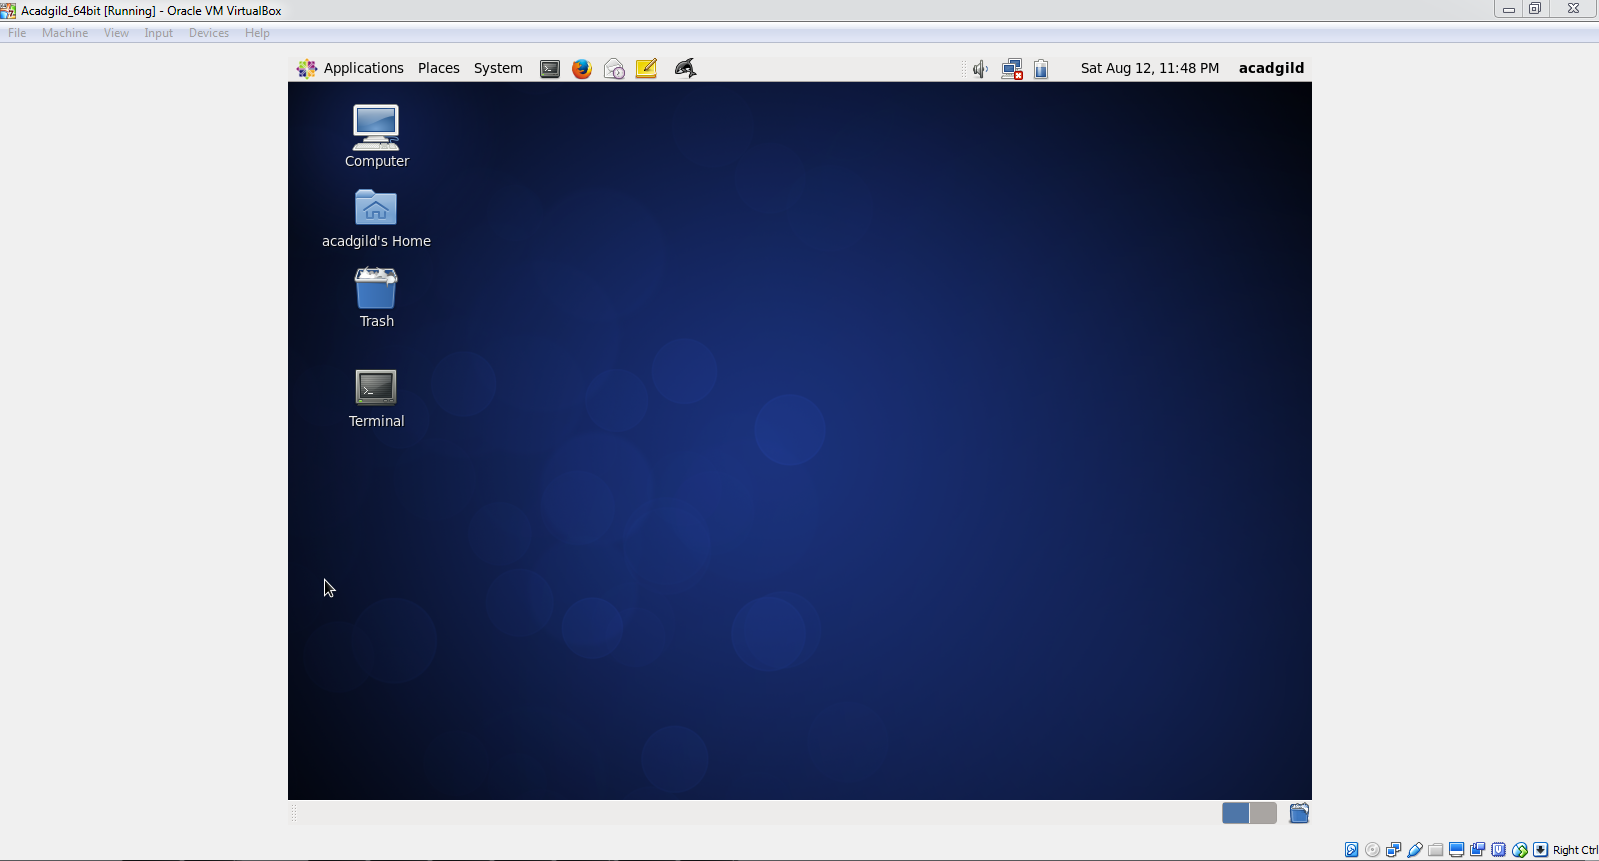 Acadgild_64bit [Running] - Oracle VM VirtualBox
File Machine View Input Devices Help
Applications Places System Sat Aug 12, 11:48 PM acadgild
Computer
acadgild's Home
Trash
Terminal
Right Ctrl